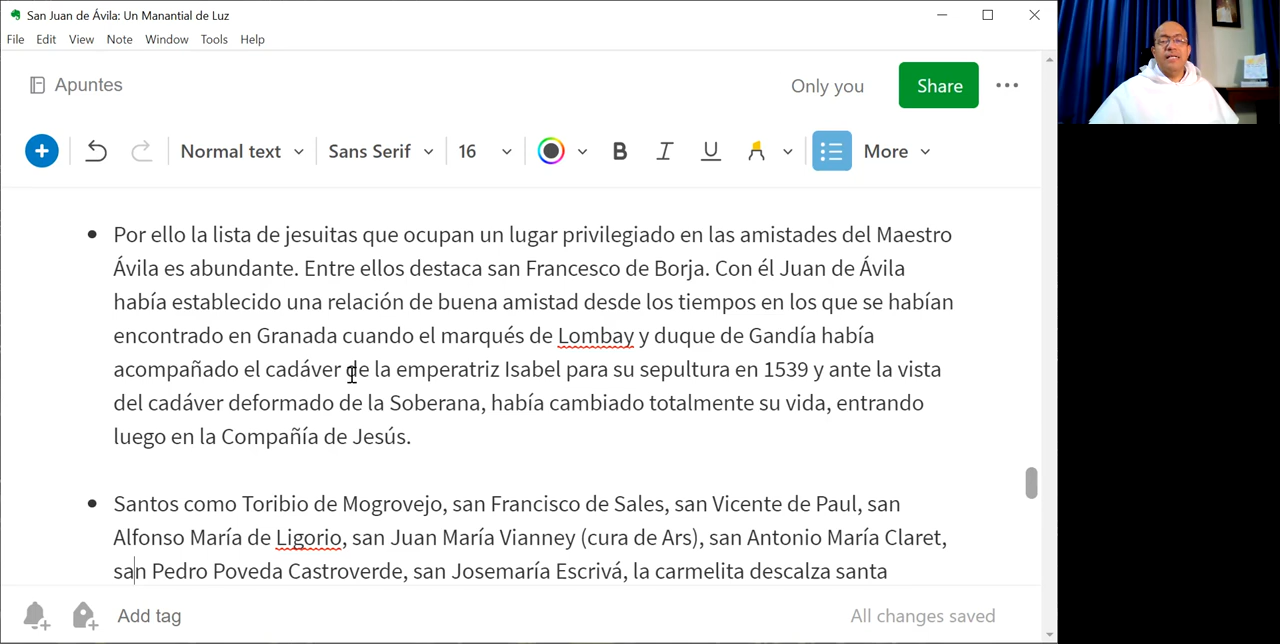 San Juan de Ávila: Un Manantial de Luz
File Edit View Note Window Tools Help
Apuntes
Only you
Share
Normal text
Sans Serif
16
B I U
More
Por ello la lista de jesuitas que ocupan un lugar privilegiado en las amistades del Maestro
Ávila es abundante. Entre ellos destaca san Francesco de Borja. Con él Juan de Ávila
había establecido una relación de buena amistad desde los tiempos en los que se habían
encontrado en Granada cuando el marqués de Lombay y duque de Gandía había
acompañado el cadáver de la emperatriz Isabel para su sepultura en 1539 y ante la vista
del cadáver deformado de la Soberana, había cambiado totalmente su vida, entrando
luego en la Compañía de Jesús.
Santos como Toribio de Mogrovejo, san Francisco de Sales, san Vicente de Paul, san
Alfonso María de Ligorio, san Juan María Vianney (cura de Ars), san Antonio María Claret,
san Pedro Poveda Castroverde, san Josemaría Escrivá, la carmelita descalza santa
Add tag
All changes saved